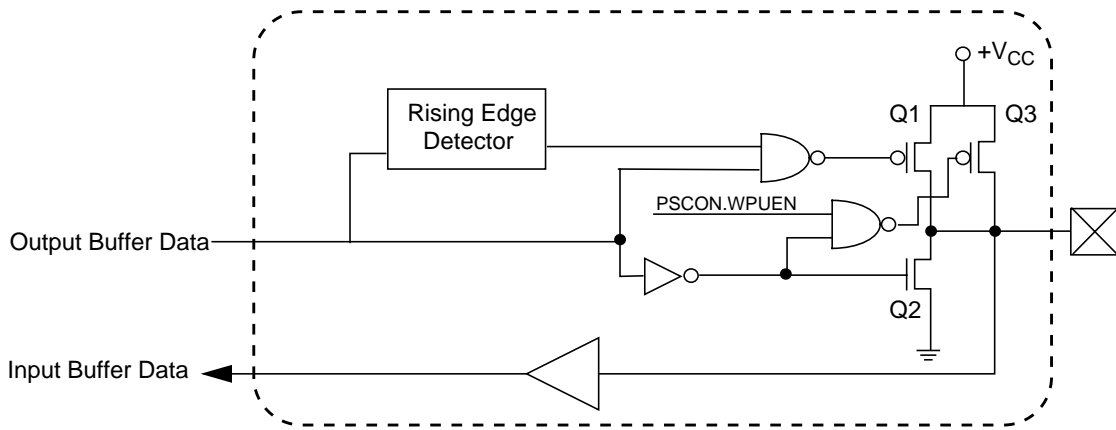 +VCC
Rising Edge
Detector
Q1
Q3
PSCON.WPUEN
Output Buffer Data
Q2
Input Buffer Data